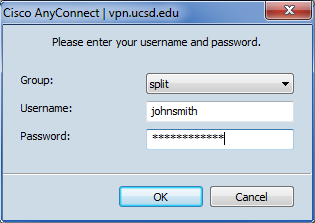 Cisco AnyConnect | vpn.ucsd.edu
Please enter your username and password.
Group: split
Username: johnsmith
Password: ************
OK Cancel